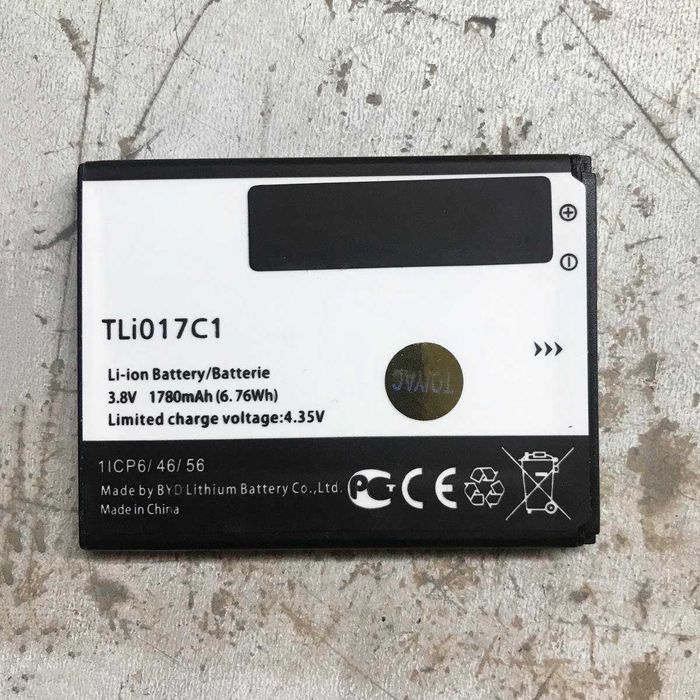 TLi017C1
Li-ion Battery/Batterie
3.8V 1780mAh(6.76Wh)
Limited charge voltage:4.35V
1ICP6/ 46/ 56
Made by BYD Lithium Battery Co.,Ltd.
Made in China